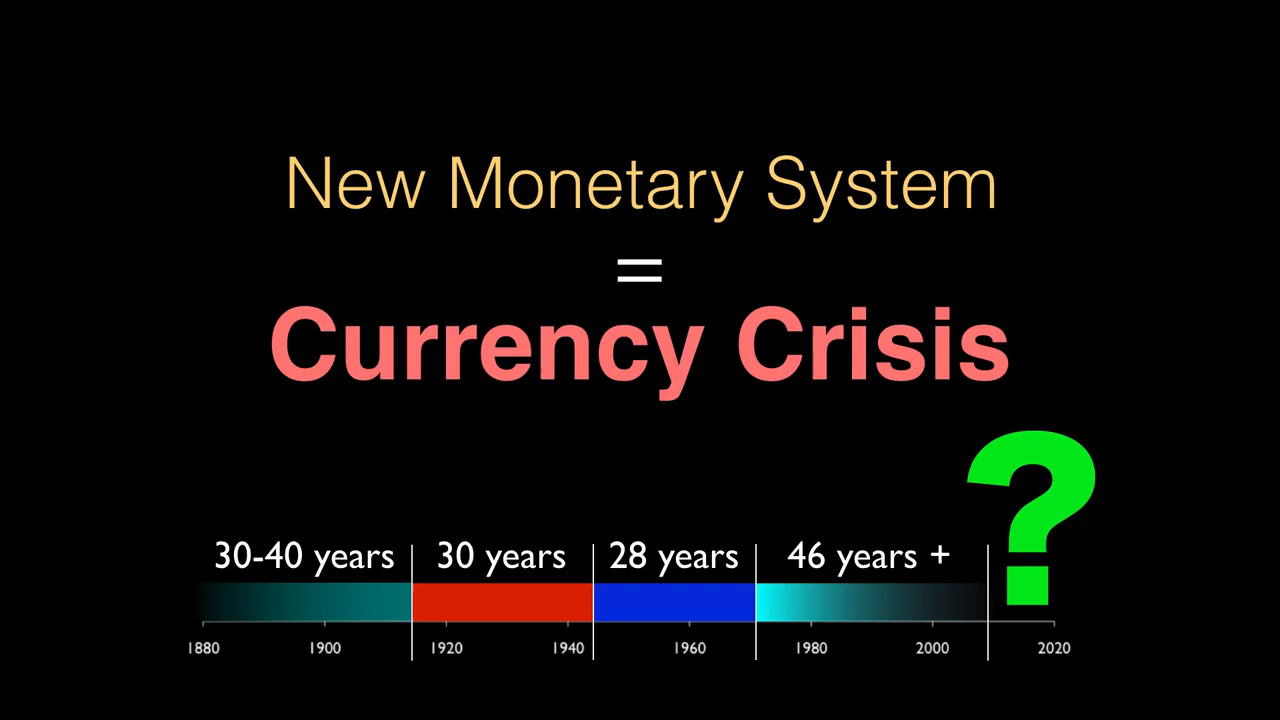 New Monetary System
=
Currency Crisis
?
30-40 years 30 years 28 years 46 years +
1880 1900 1920 1940 1960 1980 2000 2020